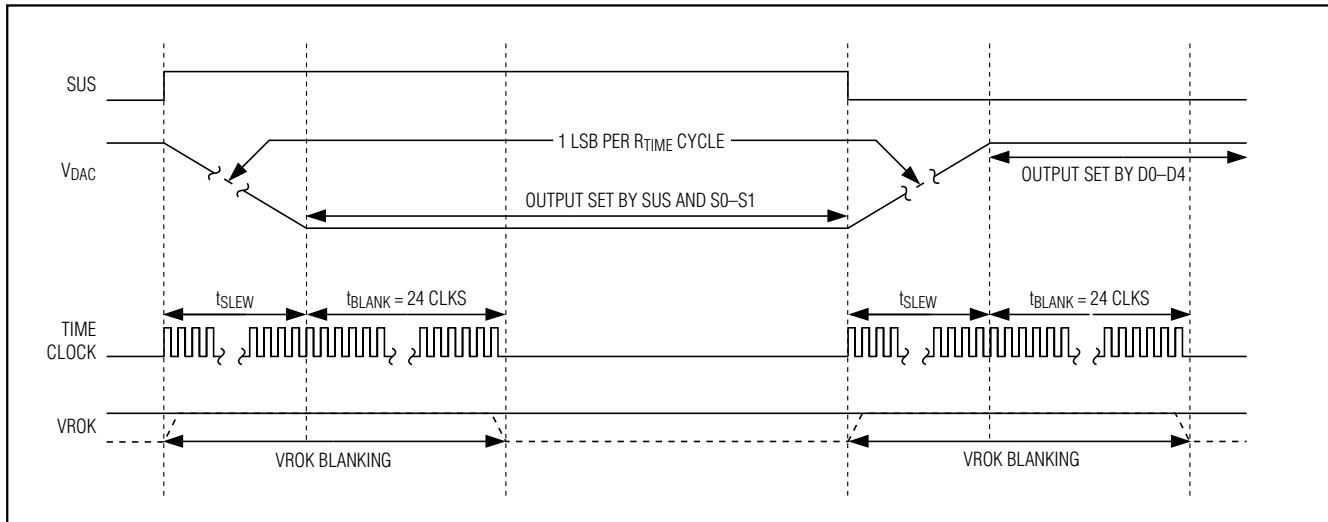 SUS
1 LSB PER RTIME CYCLE
VDAC
OUTPUT SET BY D0–D4
OUTPUT SET BY SUS AND S0–S1
tSLEW
tBLANK = 24 CLKS
tSLEW
tBLANK = 24 CLKS
TIME
CLOCK
VROK
VROK BLANKING
VROK BLANKING